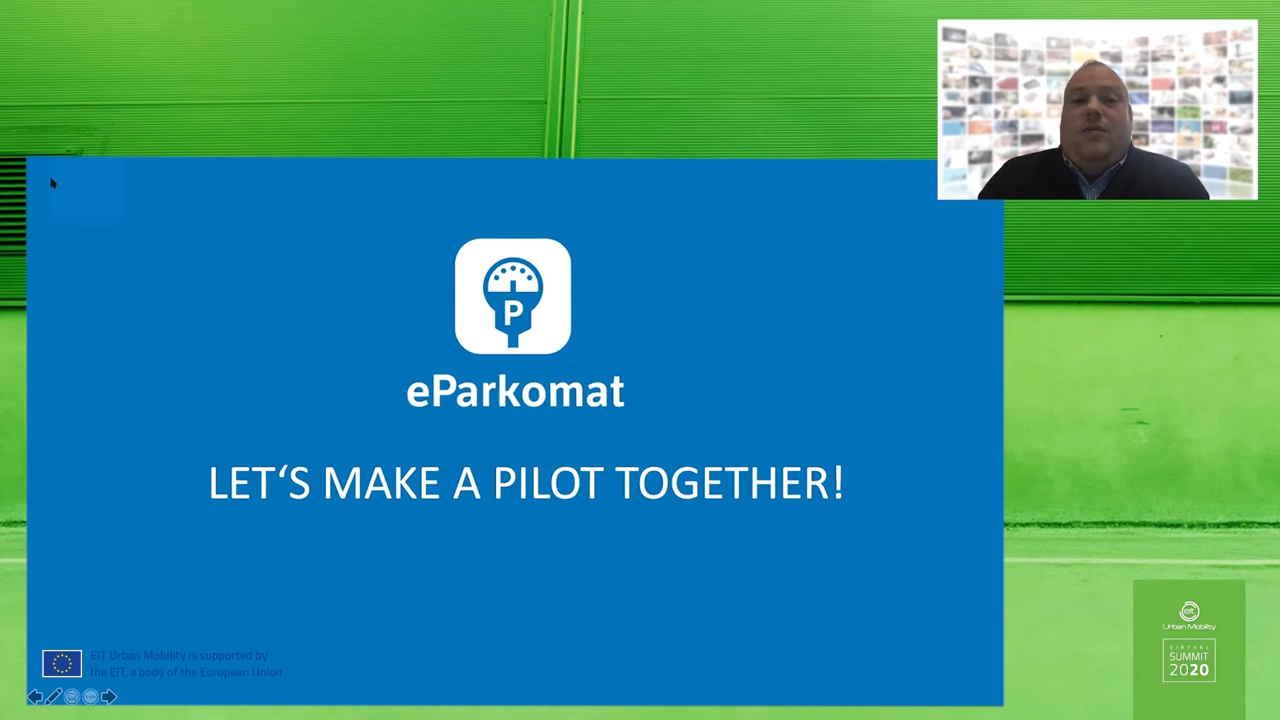 P
eParkomat
LET‘S MAKE A PILOT TOGETHER!
EIT Urban Mobility is supported by
the EIT, a body of the European Union
eit
Urban Mobility
VIRTUAL
SUMMIT
2020